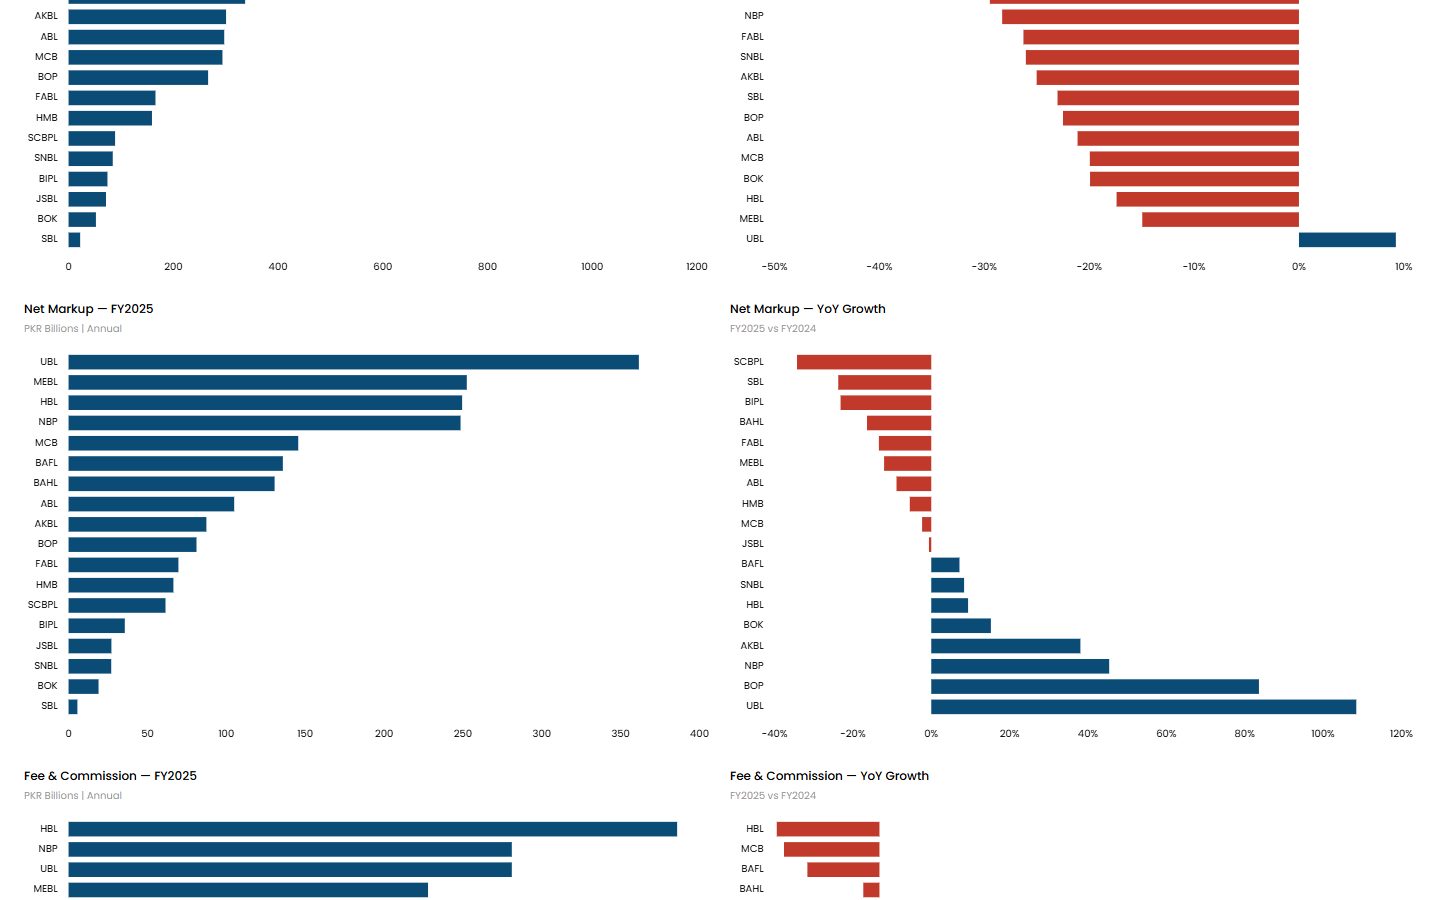 AKBL
ABL
MCB
BOP
FABL
HMB
SCBPL
SNBL
BIPL
JSBL
BOK
SBL
0 200 400 600 800 1000 1200
NBP
FABL
SNBL
AKBL
SBL
BOP
ABL
MCB
BOK
HBL
MEBL
UBL
-50% -40% -30% -20% -10% 0% 10%
Net Markup — FY2025
PKR Billions | Annual
UBL
MEBL
HBL
NBP
MCB
BAFL
BAHL
ABL
AKBL
BOP
FABL
HMB
SCBPL
BIPL
JSBL
SNBL
BOK
SBL
0 50 100 150 200 250 300 350 400
Net Markup — YoY Growth
FY2025 vs FY2024
SCBPL
SBL
BIPL
BAHL
FABL
MEBL
ABL
HMB
MCB
JSBL
BAFL
SNBL
HBL
BOK
AKBL
NBP
BOP
UBL
-40% -20% 0% 20% 40% 60% 80% 100% 120%
Fee & Commission — FY2025
PKR Billions | Annual
HBL
NBP
UBL
MEBL
Fee & Commission — YoY Growth
FY2025 vs FY2024
HBL
MCB
BAFL
BAHL